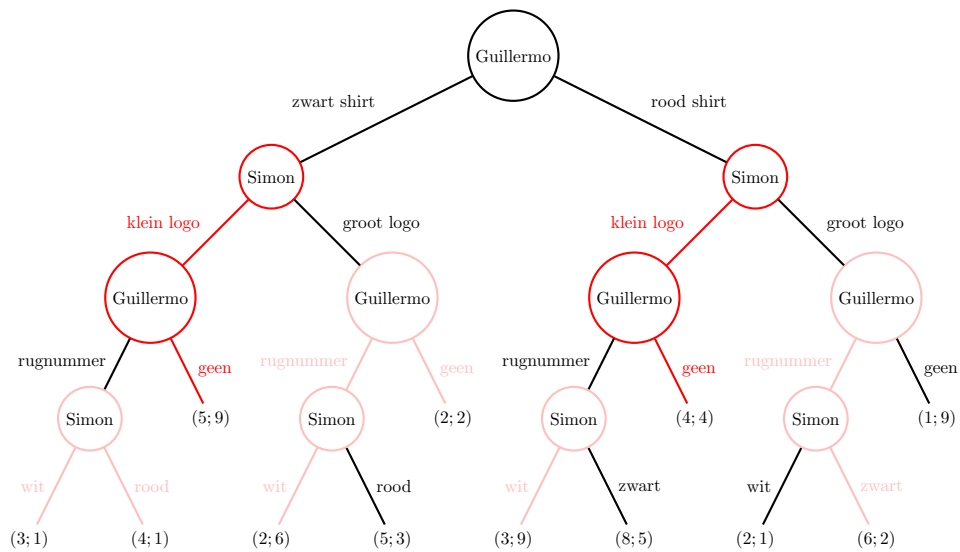 Guillermo
zwart shirt
rood shirt
Simon
Simon
klein logo
groot logo
klein logo
groot logo
Guillermo
Guillermo
Guillermo
Guillermo
rugnummer
geen
rugnummer
geen
rugnummer
geen
rugnummer
geen
Simon
(5; 9)
Simon
(2; 2)
Simon
(4; 4)
Simon
(1; 9)
wit
rood
wit
rood
wit
zwart
wit
zwart
(3; 1)
(4; 1)
(2; 6)
(5; 3)
(3; 9)
(8; 5)
(2; 1)
(6; 2)